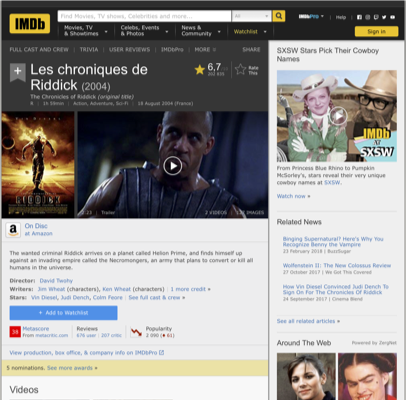 IMDb
Find Movies, TV shows, Celebrities and more...
All
IMDbPro
Help
Movies, TV & Showtimes
Celebs, Events & Photos
News & Community
Watchlist
Sign in
FULL CAST AND CREW | TRIVIA | USER REVIEWS | IMDbPro | MORE
SHARE
Les chroniques de
Riddick (2004)
The Chronicles of Riddick (original title)
1h 59min | Action, Adventure, Sci-Fi | 18 August 2004 (France)
6,7
Rate
This
Trailer
2 VIDEOS
IMAGES
On Disc
at Amazon
The wanted criminal Riddick arrives on a planet called Helion Prime, and finds himself up
against an invading empire called the Necromongers, an army that plans to convert or kill all
humans in the universe.
Director: David Twohy
Writers: Jim Wheat (characters), Ken Wheat (characters) | 1 more credit »
Stars: Vin Diesel, Judi Dench, Colm Feore | See full cast & crew »
+ Add to Watchlist
38
Metascore
From metacritic.com
Reviews
676 user | 207 critic
Popularity
View production, box office, & company info on IMDbPro
5 nominations. See more awards »
Videos
SXSW Stars Pick Their Cowboy
Names
IMDb
AT
SXSW
From Princess Blue Rhino to Pumpkin
McSorley's, stars reveal their very unique
cowboy names at SXSW.
Watch now »
Related News
Binging Supernatural? Here's Why You
Recognize Benny the Vampire
23 February 2018 | BuzzSugar
Wolfenstein II: The New Colossus Review
27 October 2017 | We Got This Covered
How Vin Diesel Convinced Judi Dench To
Sign On For The Chronicles Of Riddick
24 September 2017 | Cinema Blend
See all related articles »
Around The Web
Powered by ZergNet